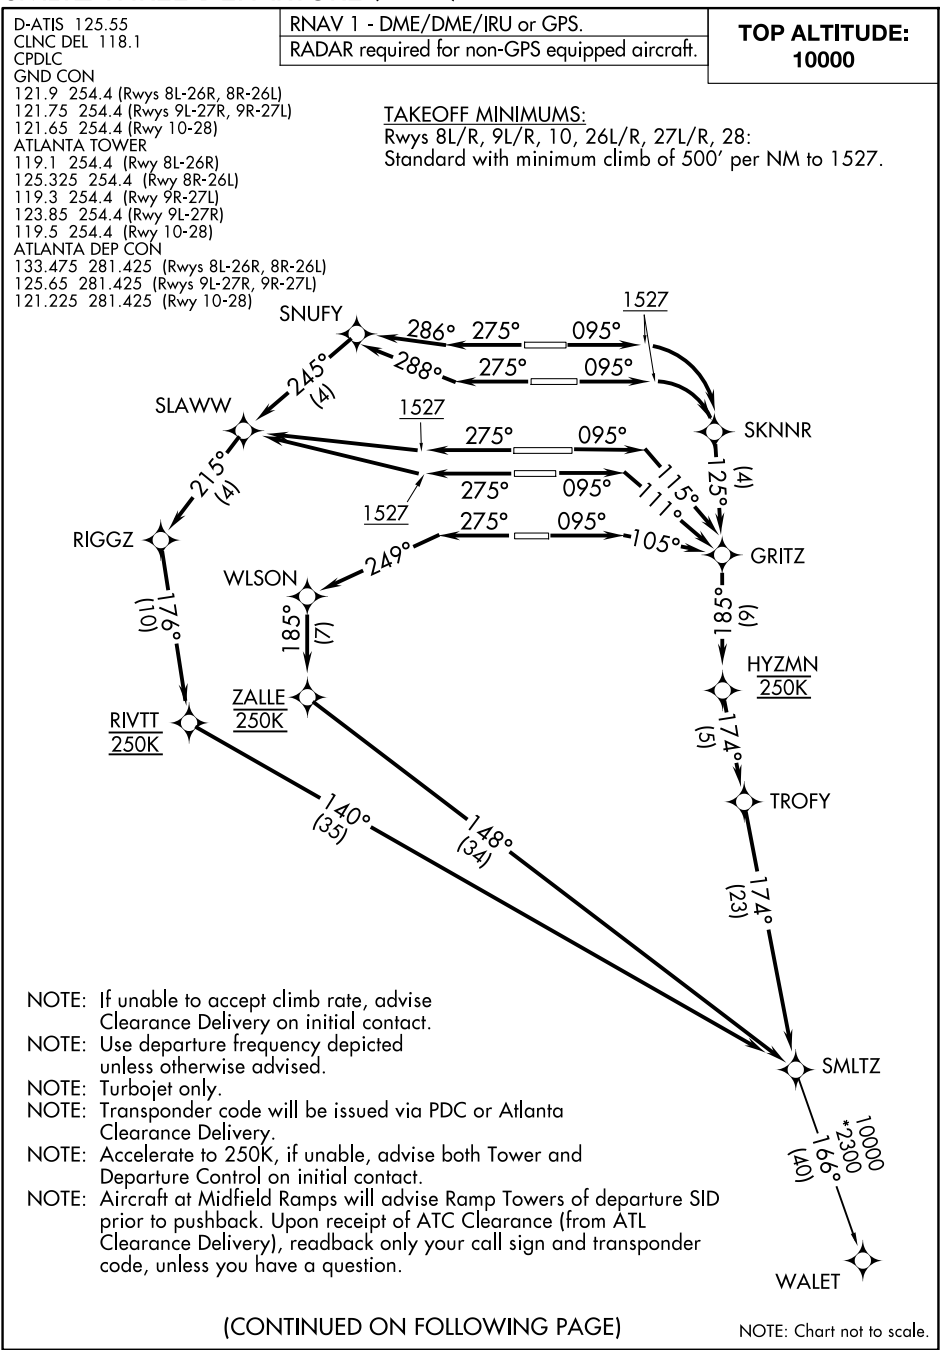 D-ATIS 125.55
CLNC DEL 118.1
CPDLC
GND CON
121.9 254.4 (Rwys 8L-26R, 8R-26L)
121.75 254.4 (Rwys 9L-27R, 9R-27L)
121.65 254.4 (Rwy 10-28)
ATLANTA TOWER
119.1 254.4 (Rwy 8L-26R)
125.325 254.4 (Rwy 8R-26L)
119.3 254.4 (Rwy 9R-27L)
123.85 254.4 (Rwy 9L-27R)
119.5 254.4 (Rwy 10-28)
ATLANTA DEP CON
133.475 281.425 (Rwys 8L-26R, 8R-26L)
125.65 281.425 (Rwys 9L-27R, 9R-27L)
121.225 281.425 (Rwy 10-28)
RNAV 1 - DME/DME/IRU or GPS.
RADAR required for non-GPS equipped aircraft.
TOP ALTITUDE:
10000
TAKEOFF MINIMUMS:
Rwys 8L/R, 9L/R, 10, 26L/R, 27L/R, 28:
Standard with minimum climb of 500' per NM to 1527.
SNUFY
286° 275° 095°
1527
288° 275° 095°
245°
(4)
SLAWW
1527
275° 095°
SKNNR
125°
(4)
215°
(4)
1527
275° 095°
115°
111°
RIGGZ
275° 095°
249°
105°
GRITZ
WLSON
176°
(10)
185°
(7)
185°
(6)
HYZMN
250K
ZALLE
250K
RIVTT
250K
174°
(5)
TROFY
140°
(35)
148°
(34)
174°
(23)
SMLTZ
10000
*2300
166°
(40)
WALET
NOTE: If unable to accept climb rate, advise
Clearance Delivery on initial contact.
NOTE: Use departure frequency depicted
unless otherwise advised.
NOTE: Turbojet only.
NOTE: Transponder code will be issued via PDC or Atlanta
Clearance Delivery.
NOTE: Accelerate to 250K, if unable, advise both Tower and
Departure Control on initial contact.
NOTE: Aircraft at Midfield Ramps will advise Ramp Towers of departure SID
prior to pushback. Upon receipt of ATC Clearance (from ATL
Clearance Delivery), readback only your call sign and transponder
code, unless you have a question.
(CONTINUED ON FOLLOWING PAGE)
NOTE: Chart not to scale.